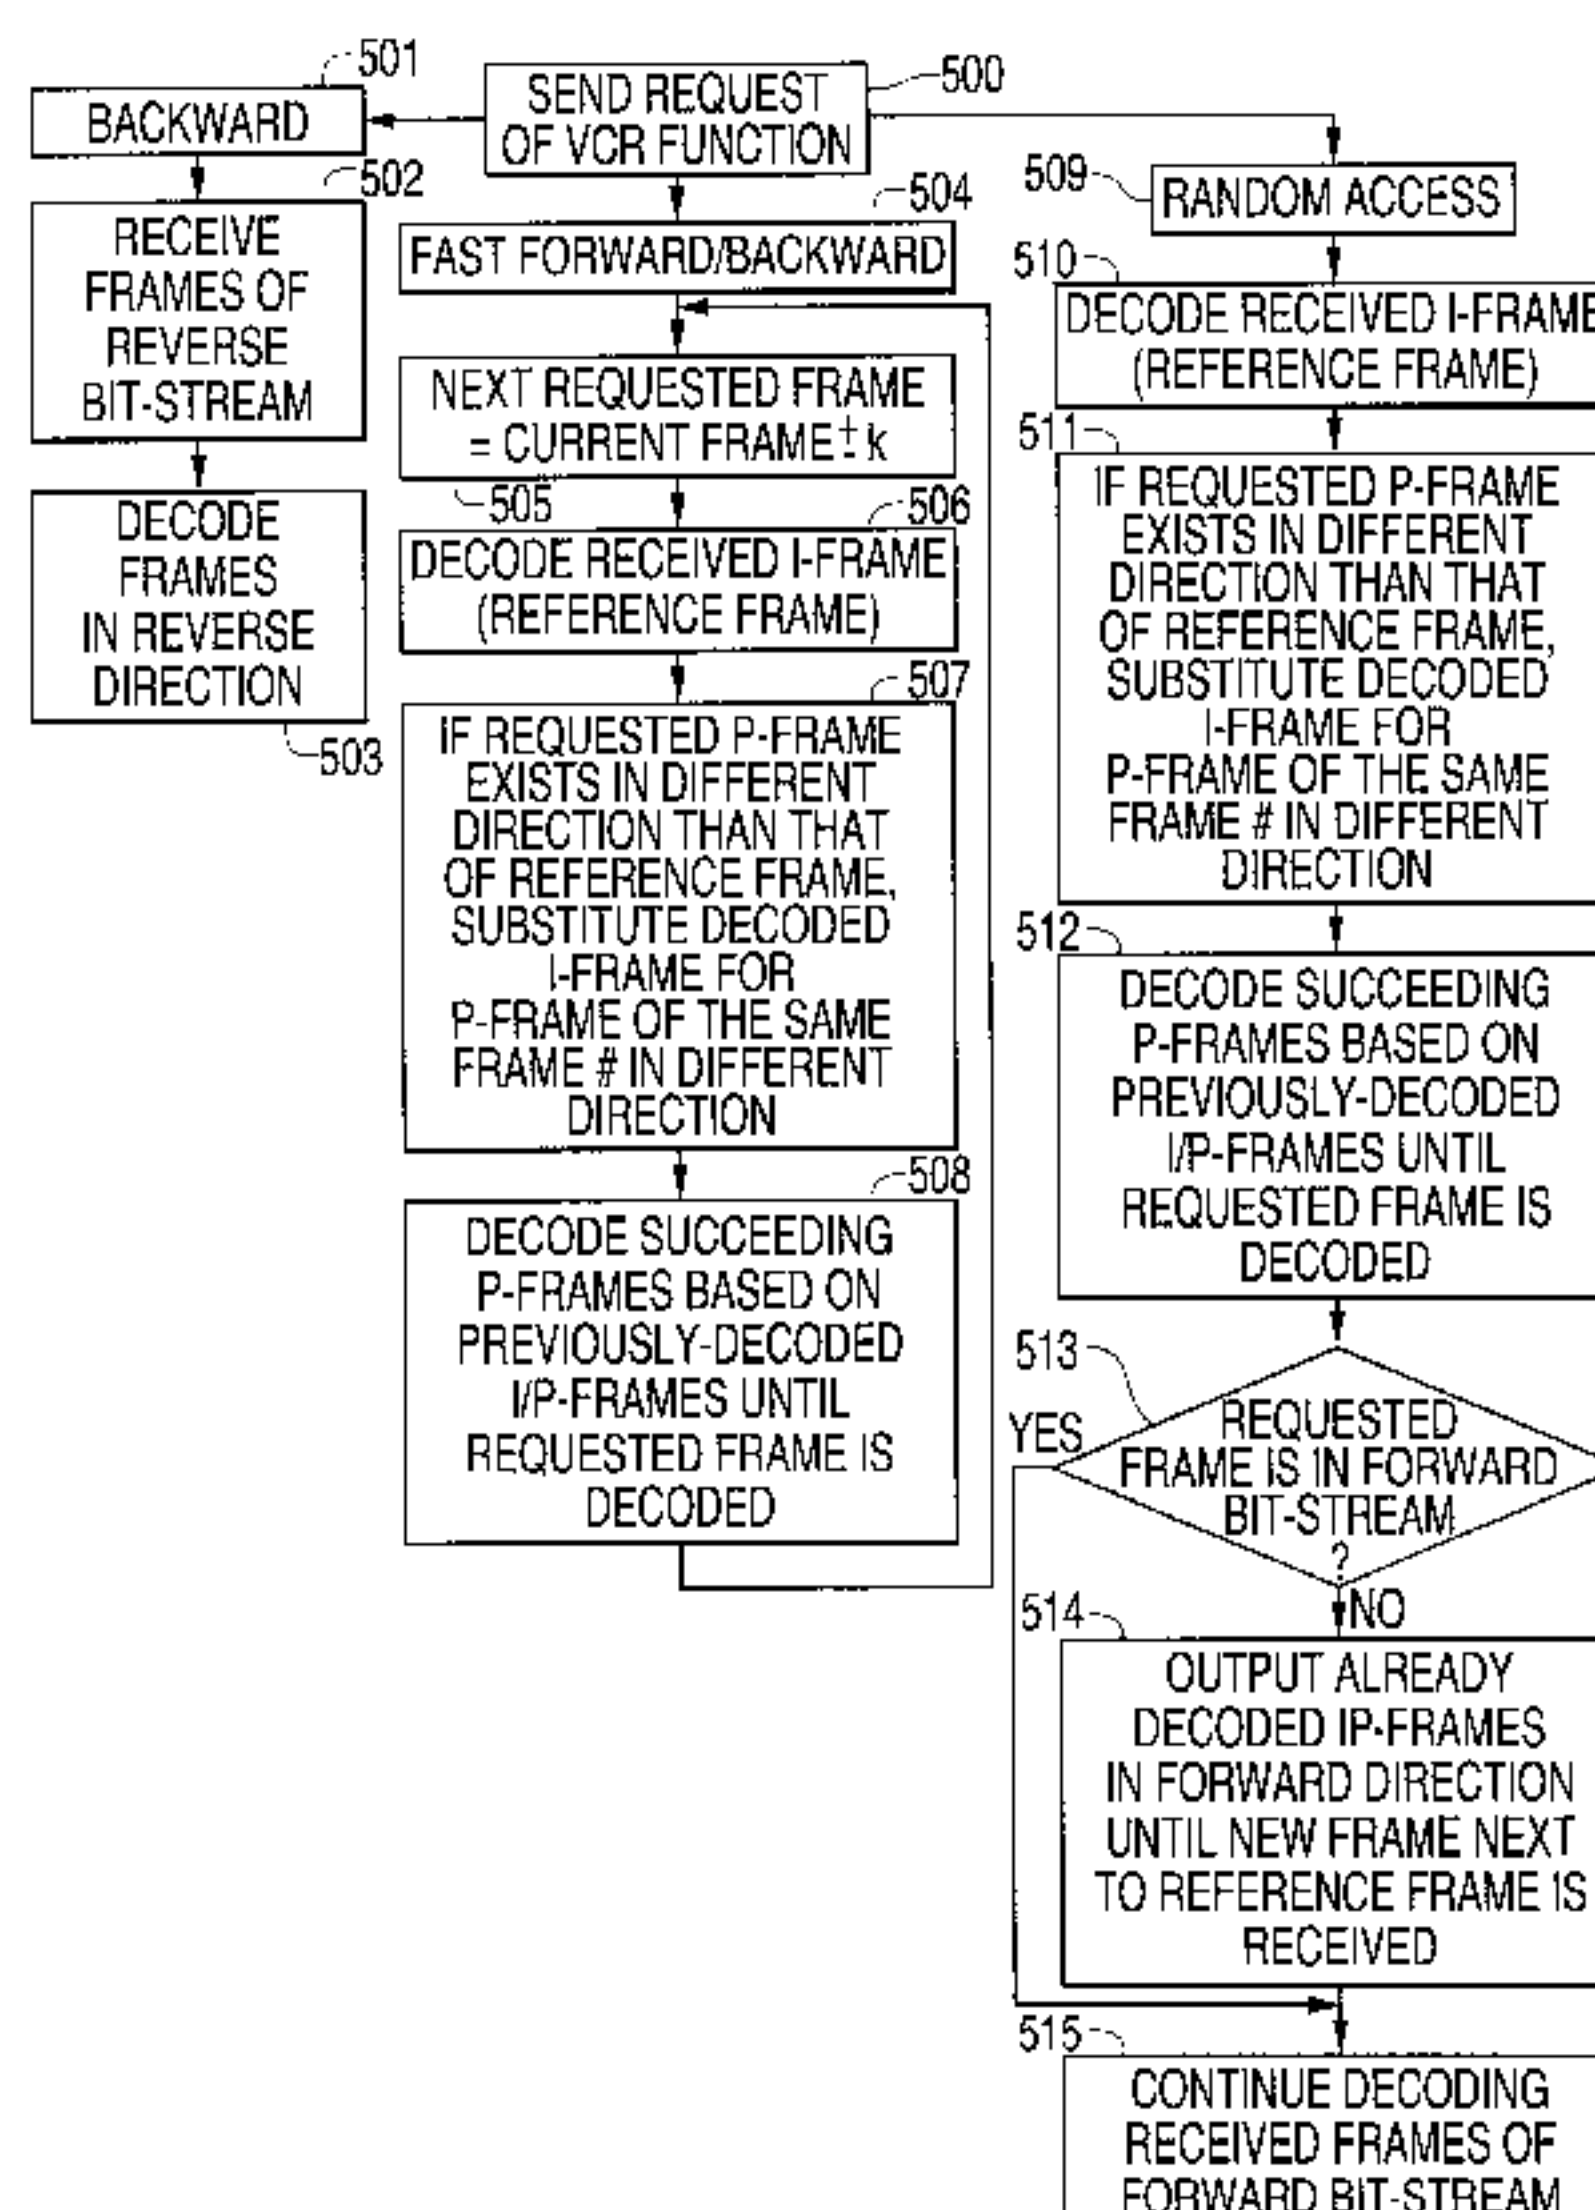 501
BACKWARD
502
RECEIVE
FRAMES OF
REVERSE
BIT-STREAM
DECODE
FRAMES
IN REVERSE
DIRECTION
503
SEND REQUEST
OF VCR FUNCTION
500
504
FAST FORWARD/BACKWARD
NEXT REQUESTED FRAME
= CURRENT FRAME ± k
505
506
DECODE RECEIVED I-FRAME
(REFERENCE FRAME)
507
IF REQUESTED P-FRAME
EXISTS IN DIFFERENT
DIRECTION THAN THAT
OF REFERENCE FRAME,
SUBSTITUTE DECODED
I-FRAME FOR
P-FRAME OF THE SAME
FRAME # IN DIFFERENT
DIRECTION
508
DECODE SUCCEEDING
P-FRAMES BASED ON
PREVIOUSLY-DECODED
I/P-FRAMES UNTIL
REQUESTED FRAME IS
DECODED
509
RANDOM ACCESS
510
DECODE RECEIVED I-FRAME
(REFERENCE FRAME)
511
IF REQUESTED P-FRAME
EXISTS IN DIFFERENT
DIRECTION THAN THAT
OF REFERENCE FRAME,
SUBSTITUTE DECODED
I-FRAME FOR
P-FRAME OF THE SAME
FRAME # IN DIFFERENT
DIRECTION
512
DECODE SUCCEEDING
P-FRAMES BASED ON
PREVIOUSLY-DECODED
I/P-FRAMES UNTIL
REQUESTED FRAME IS
DECODED
513
YES
REQUESTED
FRAME IS IN FORWARD
BIT-STREAM
?
NO
514
OUTPUT ALREADY
DECODED IP-FRAMES
IN FORWARD DIRECTION
UNTIL NEW FRAME NEXT
TO REFERENCE FRAME IS
RECEIVED
515
CONTINUE DECODING
RECEIVED FRAMES OF
FORWARD BIT-STREAM